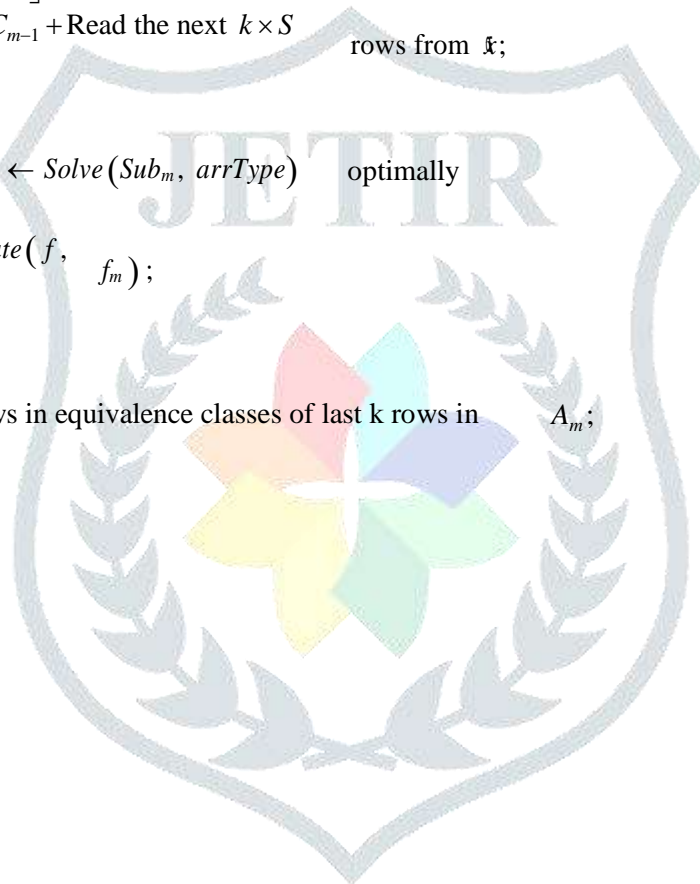 C_{m-1} + Read the next k × S rows from x;
JETIR
← Solve(Sub_m, arrType) optimally
te(f, f_m);
s in equivalence classes of last k rows in A_m;